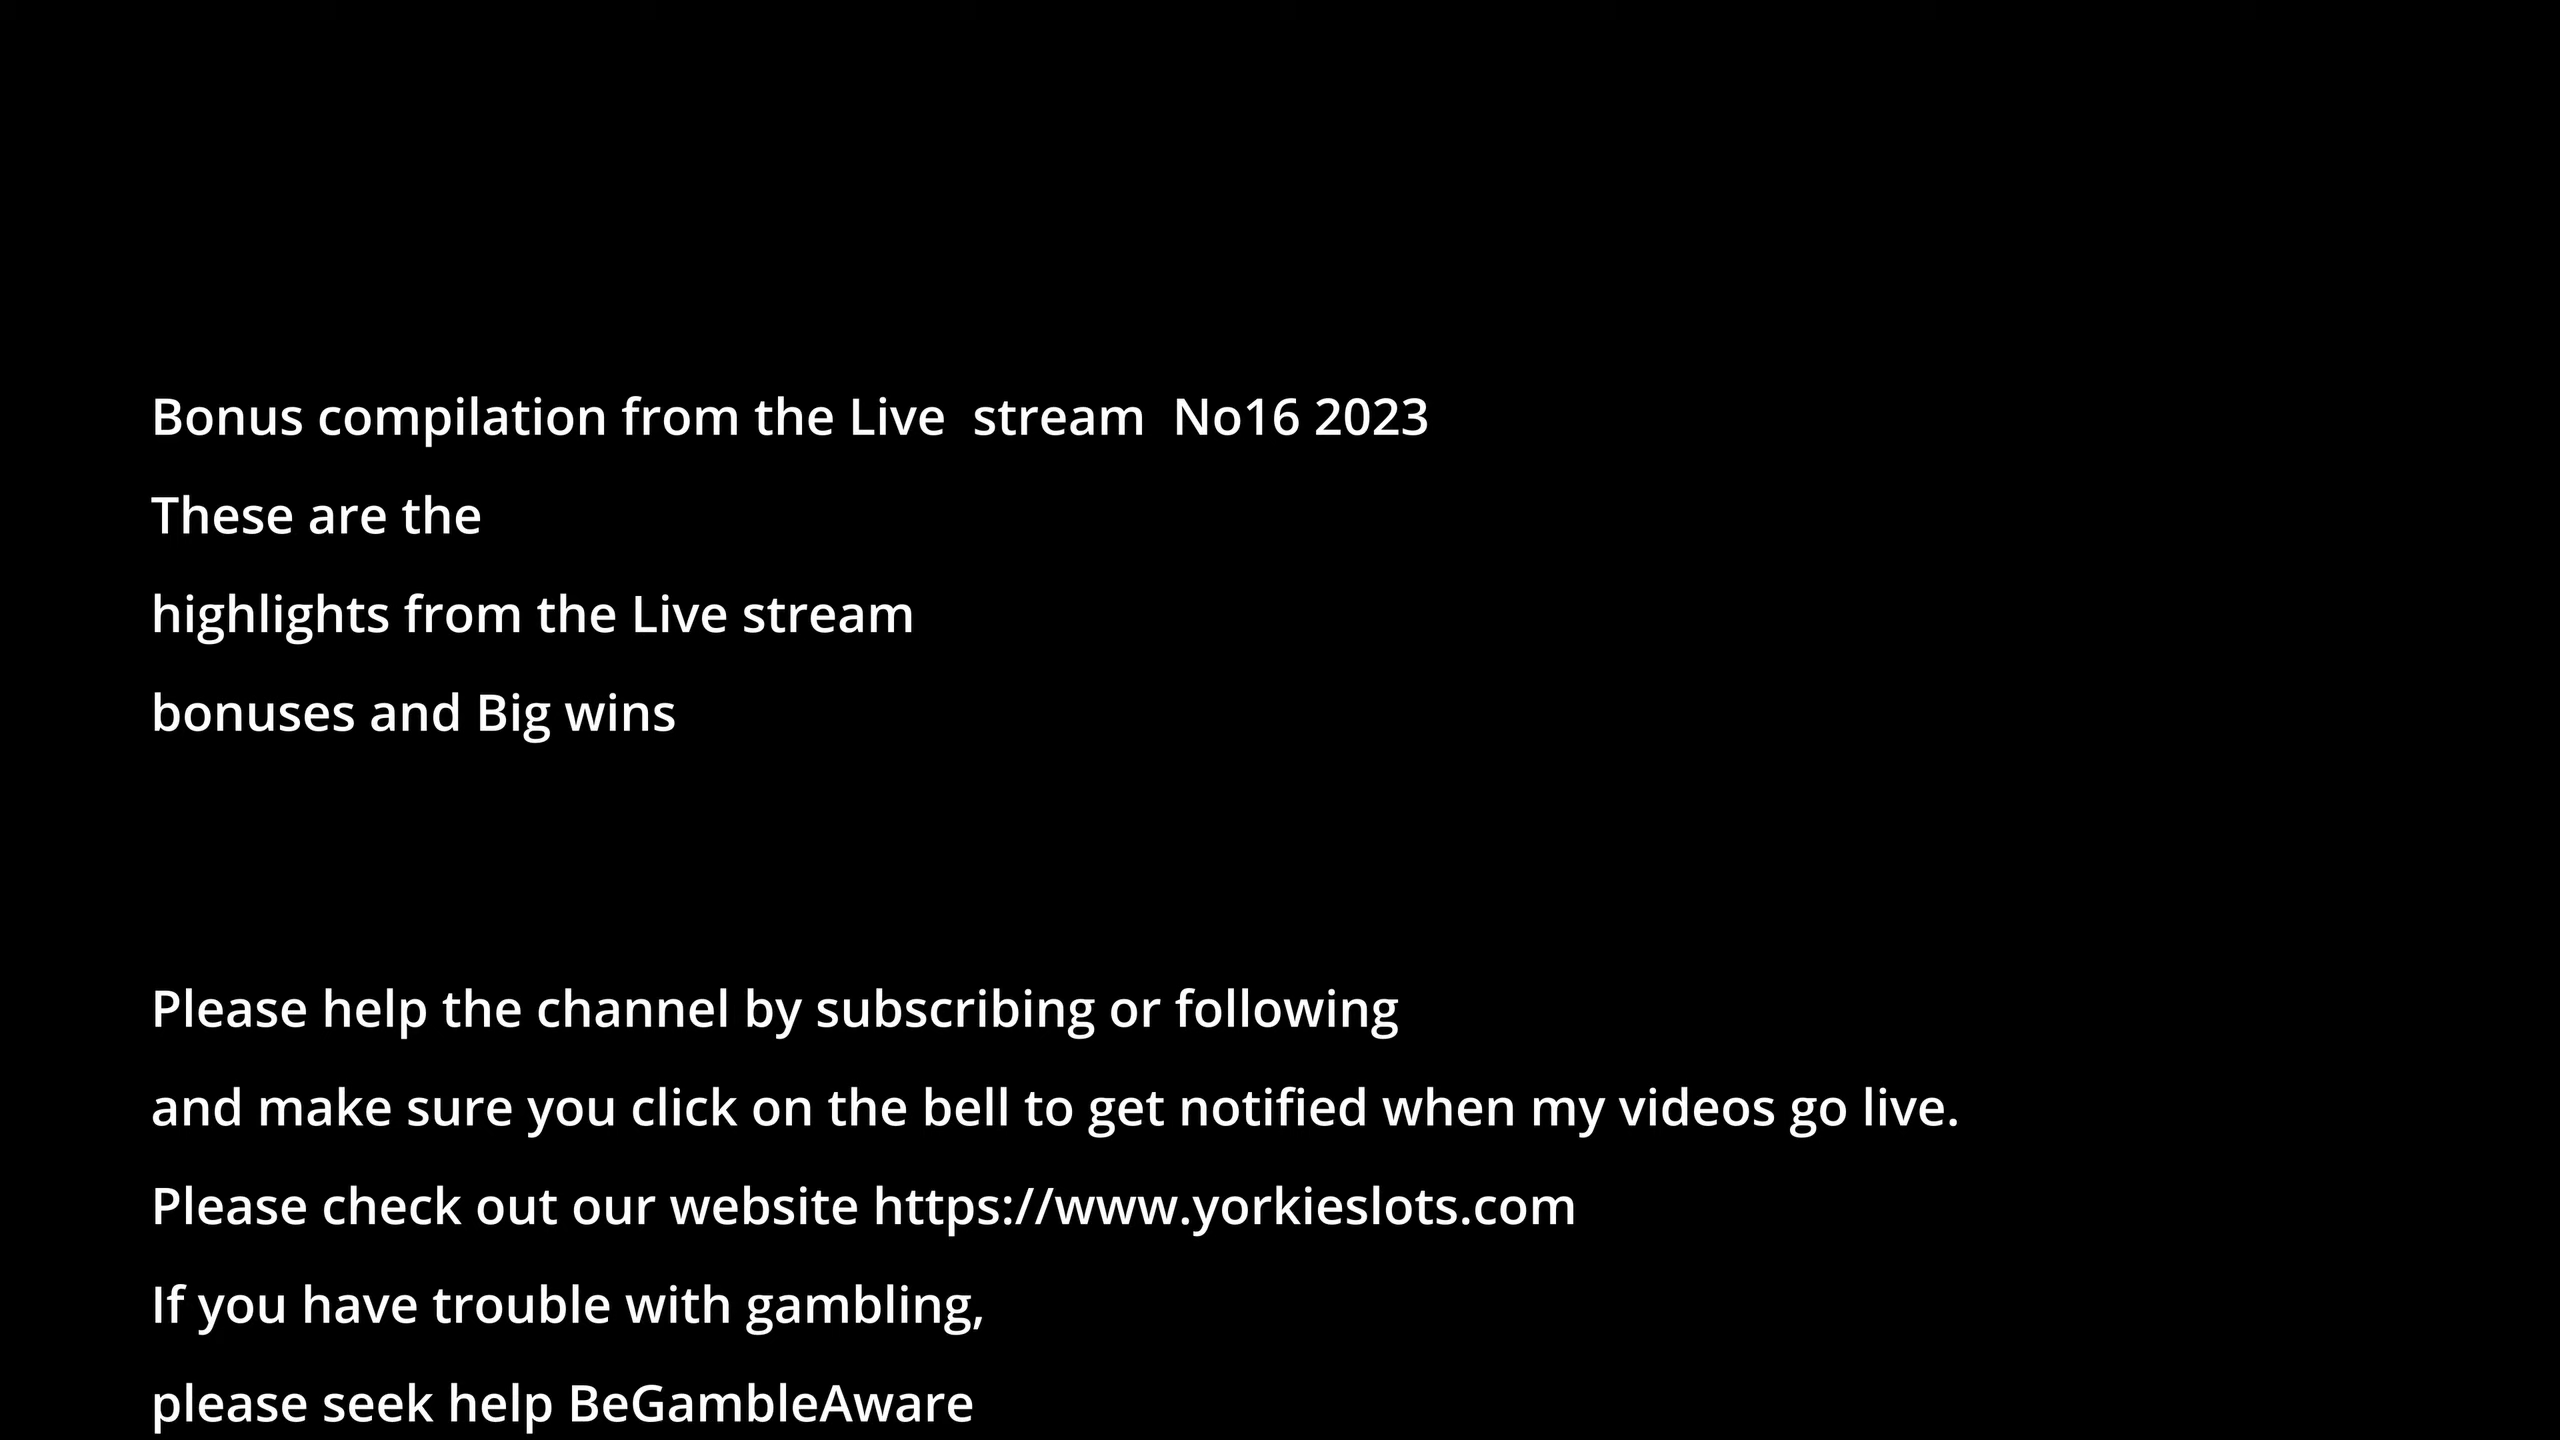 Bonus compilation from the Live  stream  No16 2023
These are the
highlights from the Live stream
bonuses and Big wins
Please help the channel by subscribing or following
and make sure you click on the bell to get notified when my videos go live.
Please check out our website https://www.yorkieslots.com
If you have trouble with gambling,
please seek help BeGambleAware